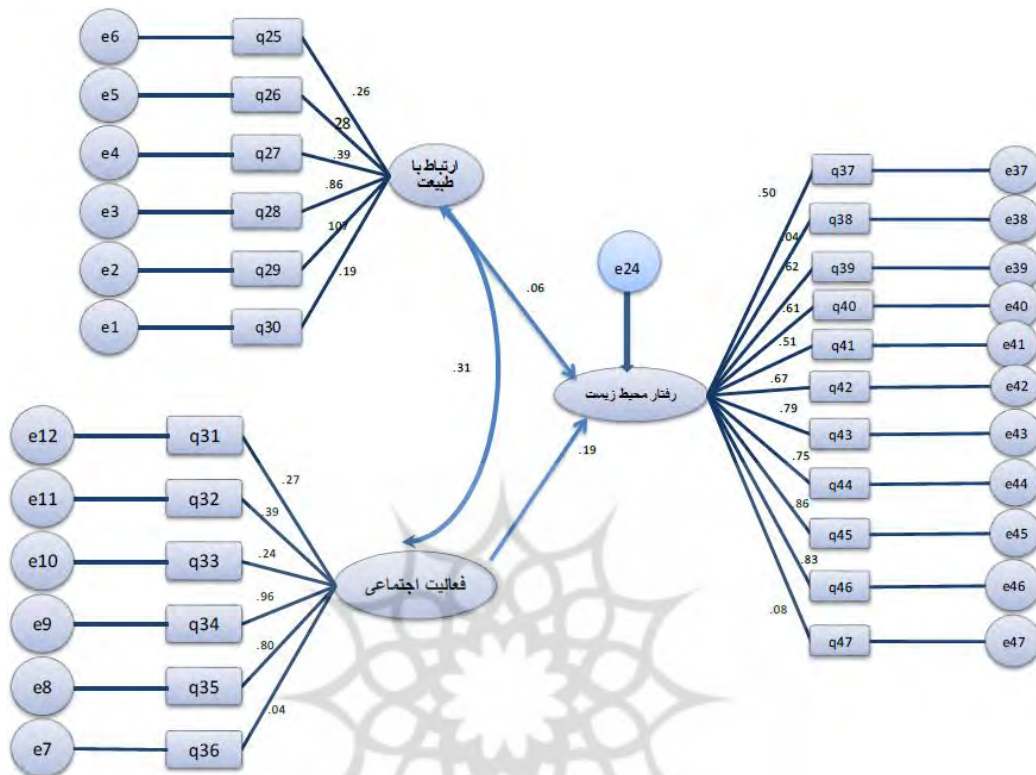 e6 q25 .26
e5 q26 .28
e4 q27 .39
e3 q28 .86
e2 q29 107
e1 q30 .19
ارتباط با
طبیعت
.06
.31
e24
رفتار محیط زیست
.19
e12 q31 .27
e11 q32 .39
e10 q33 .24
e9 q34 .96
e8 q35 .80
e7 q36 .04
فعالیت اجتماعی
.50 q37 e37
.04 q38 e38
.62 q39 e39
.61 q40 e40
.51 q41 e41
.67 q42 e42
.79 q43 e43
.75 q44 e44
.86 q45 e45
.83 q46 e46
.08 q47 e47